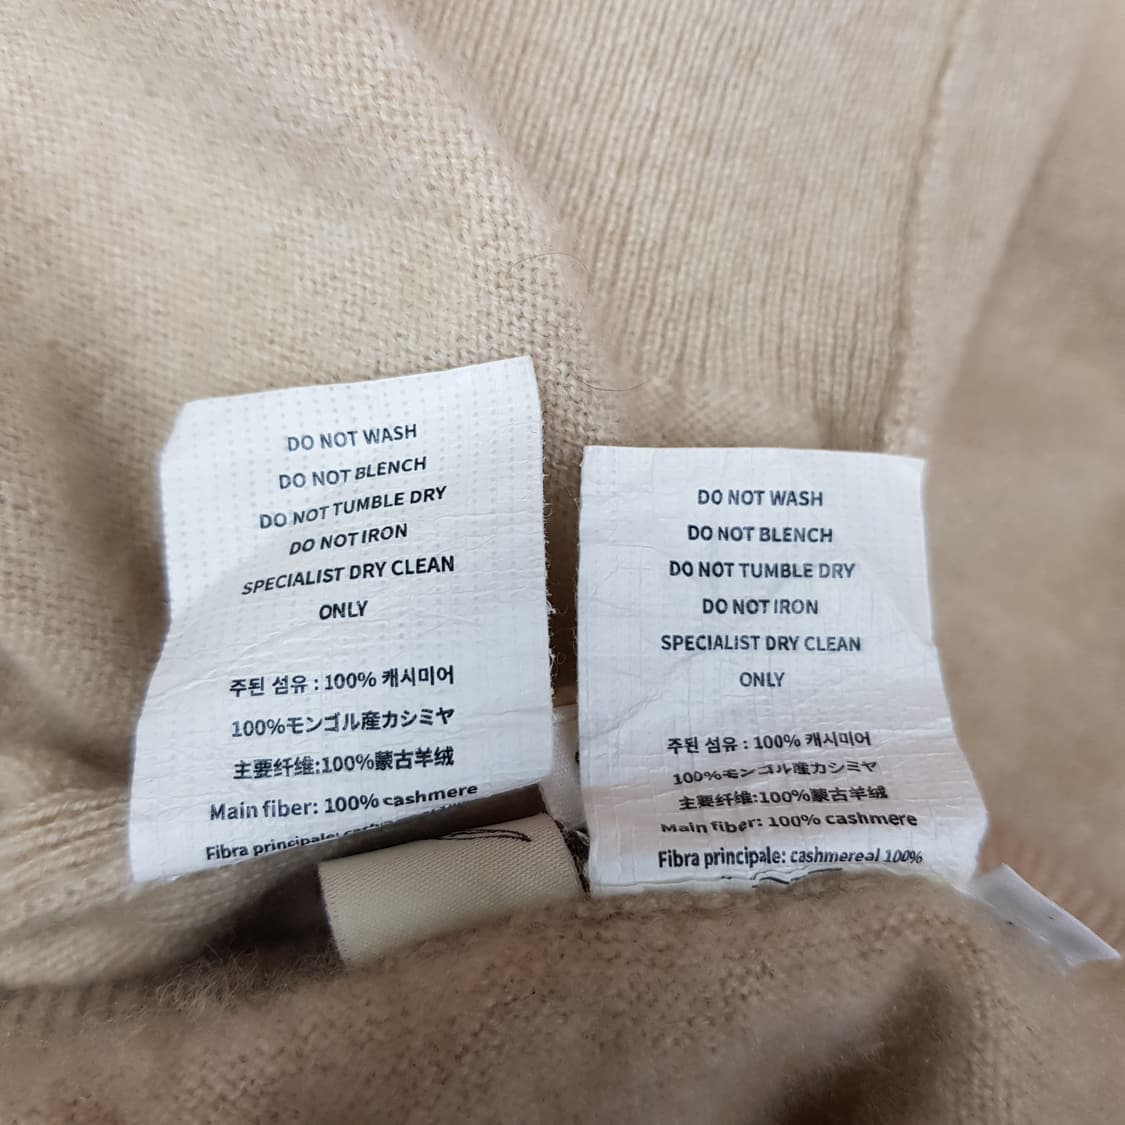 DO NOT WASH
DO NOT BLENCH
DO NOT TUMBLE DRY
DO NOT IRON
SPECIALIST DRY CLEAN
ONLY
주된 섬유 : 100% 캐시미어
100%モンゴル産カシミヤ
主要纤维:100%蒙古羊绒
Main fiber: 100% cashmere
Fibra principale:
DO NOT WASH
DO NOT BLENCH
DO NOT TUMBLE DRY
DO NOT IRON
SPECIALIST DRY CLEAN
ONLY
주된 섬유 : 100% 캐시미어
100%モンゴル産カシミヤ
主要纤维:100%蒙古羊绒
Main fiber: 100% cashmere
Fibra principale: cashmereal 100%